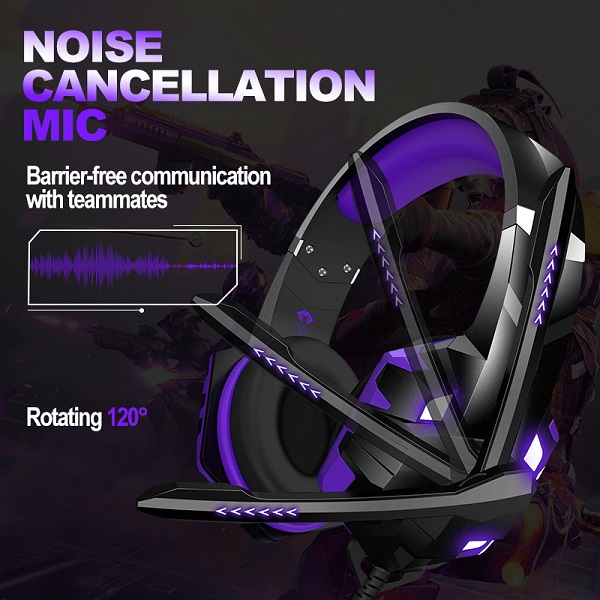 NOISE
CANCELLATION
MIC
Barrier-free communication
with teammates
Rotating 120°